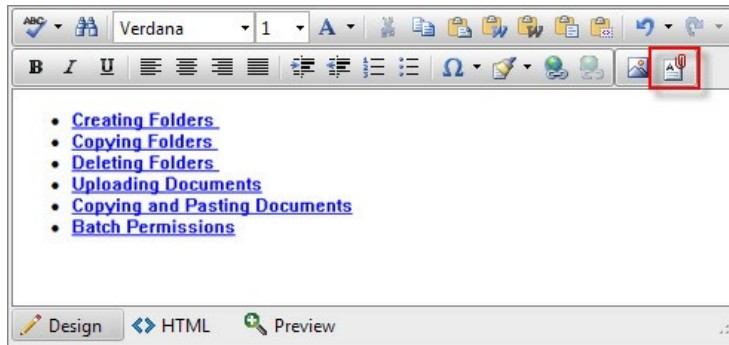 ABC Verdana 1 A
B I U Ω A
Creating Folders
Copying Folders
Deleting Folders
Uploading Documents
Copying and Pasting Documents
Batch Permissions
Design HTML Preview